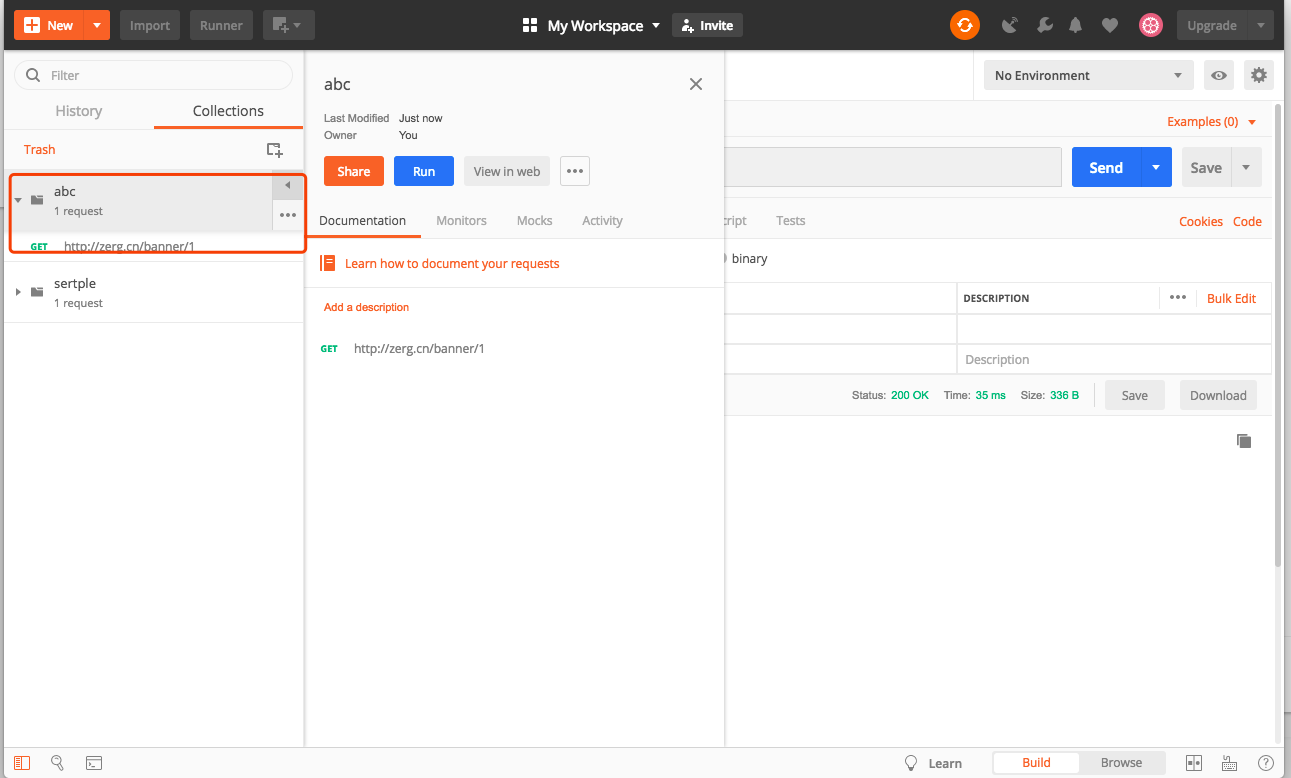 New Import Runner My Workspace Invite Upgrade
Filter
History Collections
Trash
abc
1 request
GET http://zerg.cn/banner/1
sertple
1 request
abc
Last Modified Just now
Owner You
Share Run View in web
Documentation Monitors Mocks Activity
Learn how to document your requests
Add a description
GET http://zerg.cn/banner/1
No Environment
Examples (0)
Send Save
ript Tests
Cookies Code
binary
DESCRIPTION Bulk Edit
Description
Status: 200 OK Time: 35 ms Size: 336 B Save Download
Learn Build Browse